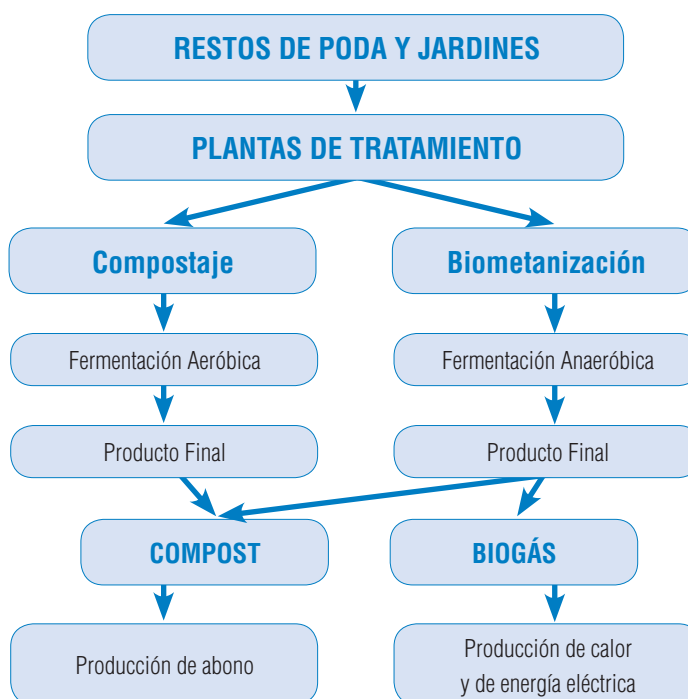 RESTOS DE PODA Y JARDINES
PLANTAS DE TRATAMIENTO
Compostaje
Biometanización
Fermentación Aeróbica
Fermentación Anaeróbica
Producto Final
Producto Final
COMPOST
BIOGÁS
Producción de abono
Producción de calor
y de energía eléctrica